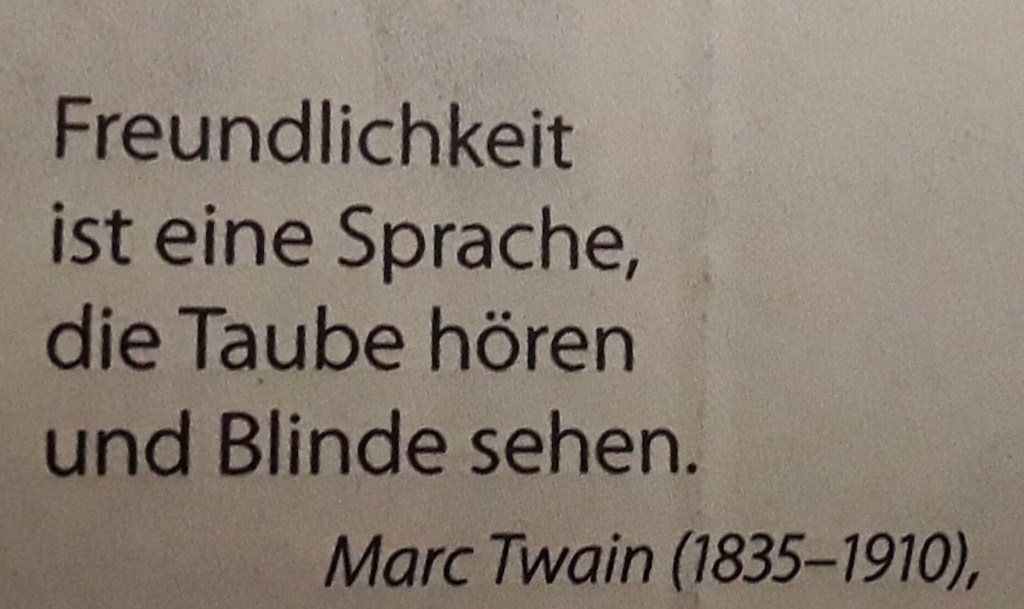 Freundlichkeit
ist eine Sprache,
die Taube hören
und Blinde sehen.
Marc Twain (1835–1910),